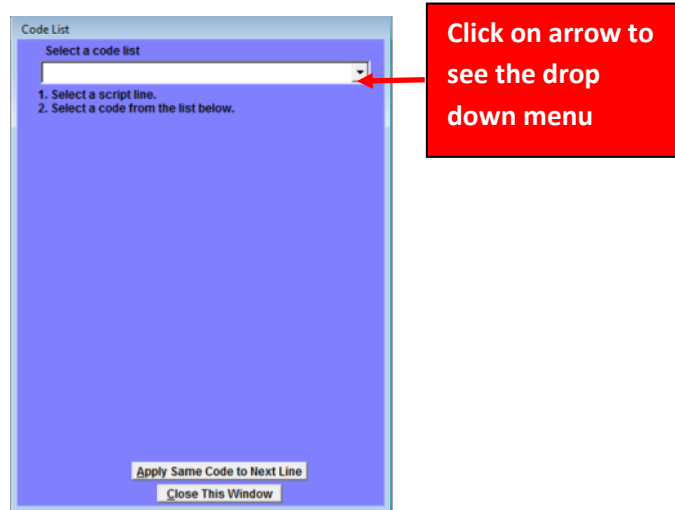 Code List
Select a code list
1. Select a script line.
2. Select a code from the list below.
Apply Same Code to Next Line
Close This Window
Click on arrow to
see the drop
down menu